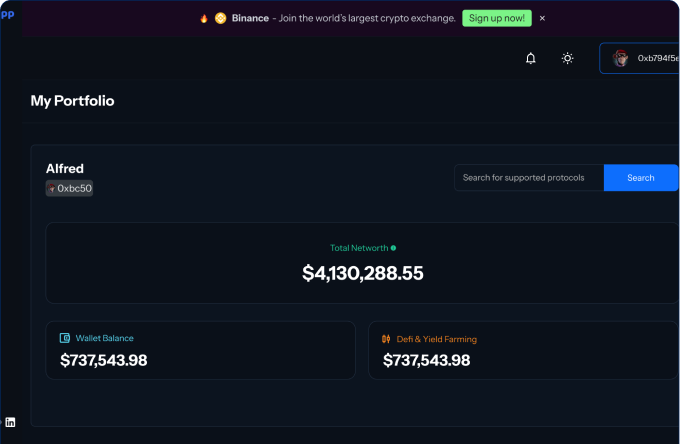 pp
Binance - Join the world's largest crypto exchange. Sign up now! ×
0xb794f5e
My Portfolio
Alfred
0xbc50
Search for supported protocols Search
Total Networth
$4,130,288.55
Wallet Balance
$737,543.98
Defi & Yield Farming
$737,543.98
in